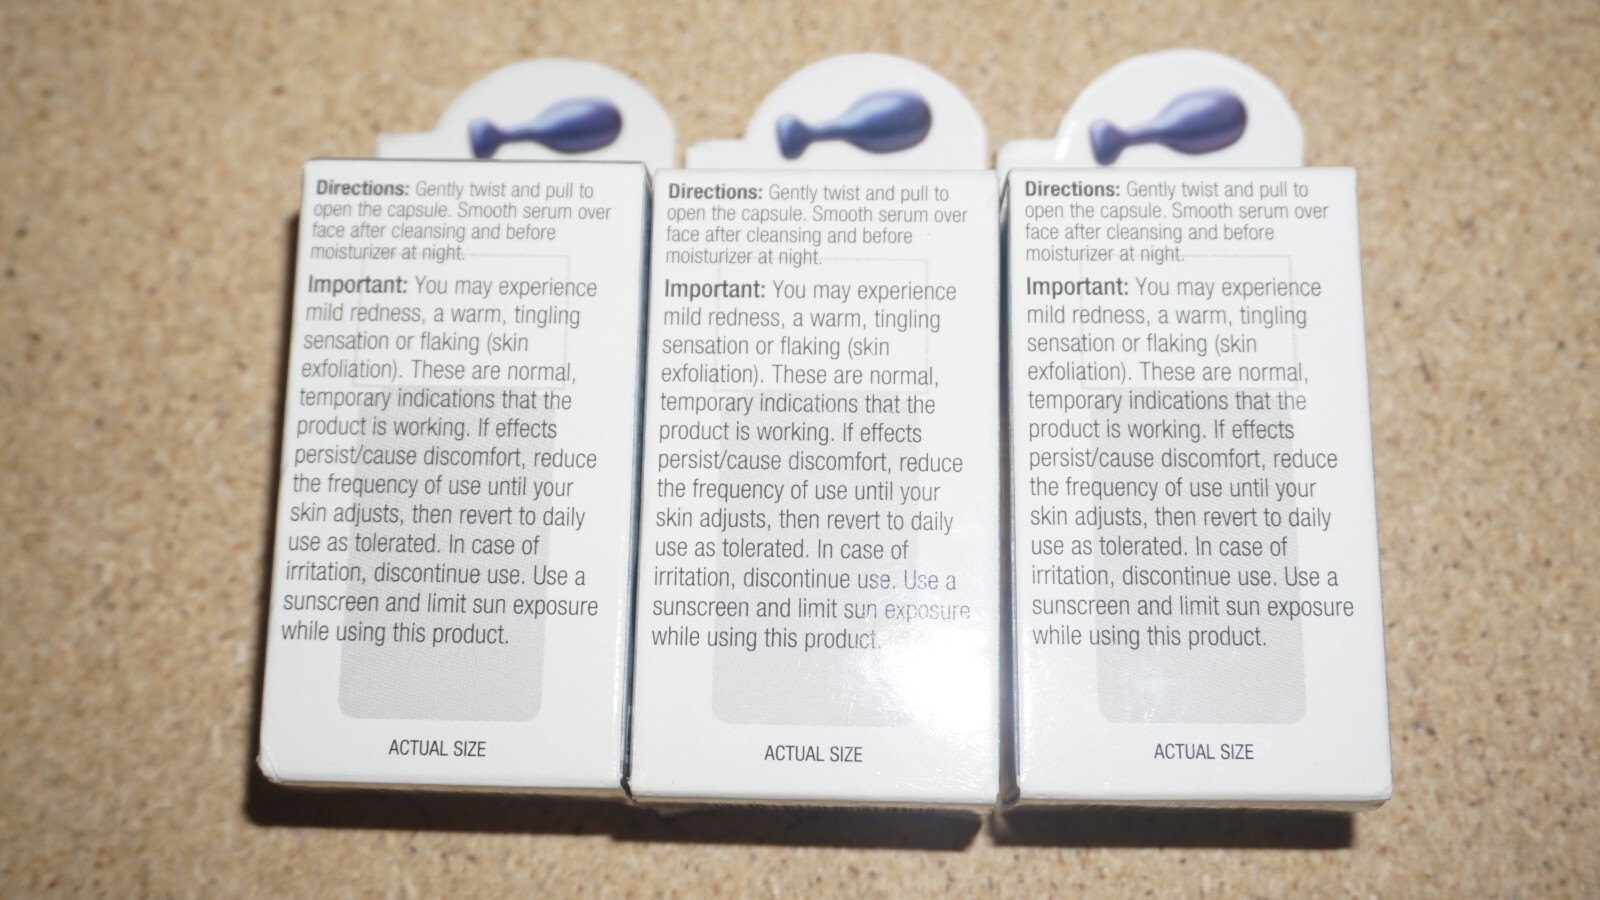 Directions: Gently twist and pull to
open the capsule. Smooth serum over
face after cleansing and before
moisturizer at night.
Important: You may experience
mild redness, a warm, tingling
sensation or flaking (skin
exfoliation). These are normal,
temporary indications that the
product is working. If effects
persist/cause discomfort, reduce
the frequency of use until your
skin adjusts, then revert to daily
use as tolerated. In case of
irritation, discontinue use. Use a
sunscreen and limit sun exposure
while using this product.
ACTUAL SIZE
Directions: Gently twist and pull to
open the capsule. Smooth serum over
face after cleansing and before
moisturizer at night.
Important: You may experience
mild redness, a warm, tingling
sensation or flaking (skin
exfoliation). These are normal,
temporary indications that the
product is working. If effects
persist/cause discomfort, reduce
the frequency of use until your
skin adjusts, then revert to daily
use as tolerated. In case of
irritation, discontinue use. Use a
sunscreen and limit sun exposure
while using this product.
ACTUAL SIZE
Directions: Gently twist and pull to
open the capsule. Smooth serum over
face after cleansing and before
moisturizer at night.
Important: You may experience
mild redness, a warm, tingling
sensation or flaking (skin
exfoliation). These are normal,
temporary indications that the
product is working. If effects
persist/cause discomfort, reduce
the frequency of use until your
skin adjusts, then revert to daily
use as tolerated. In case of
irritation, discontinue use. Use a
sunscreen and limit sun exposure
while using this product.
ACTUAL SIZE